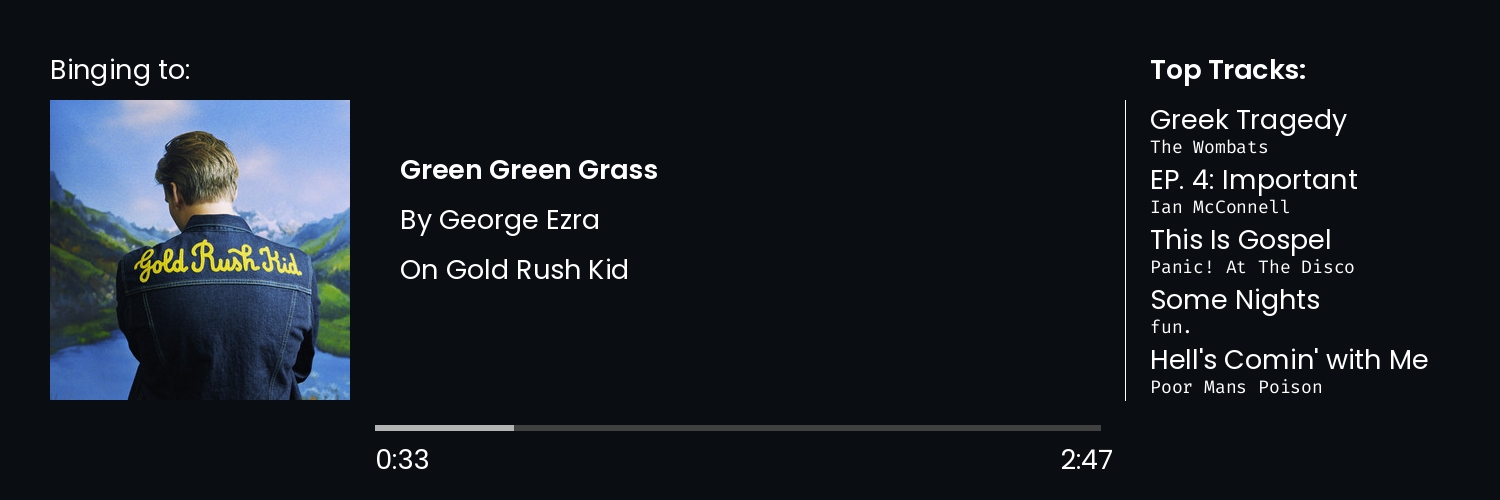 Binging to:
Gold Rush Kid
Green Green Grass
By George Ezra
On Gold Rush Kid
0:33
2:47
Top Tracks:
Greek Tragedy
The Wombats
EP. 4: Important
Ian McConnell
This Is Gospel
Panic! At The Disco
Some Nights
fun.
Hell's Comin' with Me
Poor Mans Poison